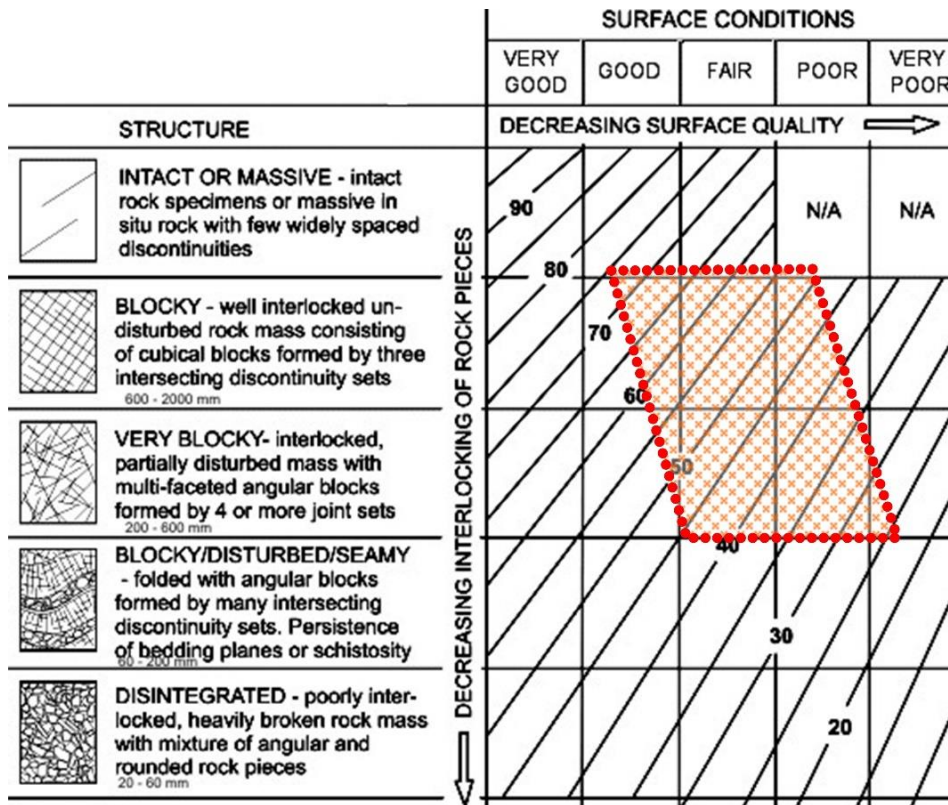 SURFACE CONDITIONS
VERY GOOD
GOOD
FAIR
POOR
VERY POOR
STRUCTURE
DECREASING SURFACE QUALITY
DECREASING INTERLOCKING OF ROCK PIECES
INTACT OR MASSIVE - intact
rock specimens or massive in
situ rock with few widely spaced
discontinuities
90
N/A
N/A
80
BLOCKY - well interlocked un-
disturbed rock mass consisting
of cubical blocks formed by three
intersecting discontinuity sets
600 - 2000 mm
70
60
VERY BLOCKY- interlocked,
partially disturbed mass with
multi-faceted angular blocks
formed by 4 or more joint sets
200 - 600 mm
50
40
BLOCKY/DISTURBED/SEAMY
- folded with angular blocks
formed by many intersecting
discontinuity sets. Persistence
of bedding planes or schistosity
60 - 200 mm
30
DISINTEGRATED - poorly inter-
locked, heavily broken rock mass
with mixture of angular and
rounded rock pieces
20 - 60 mm
20